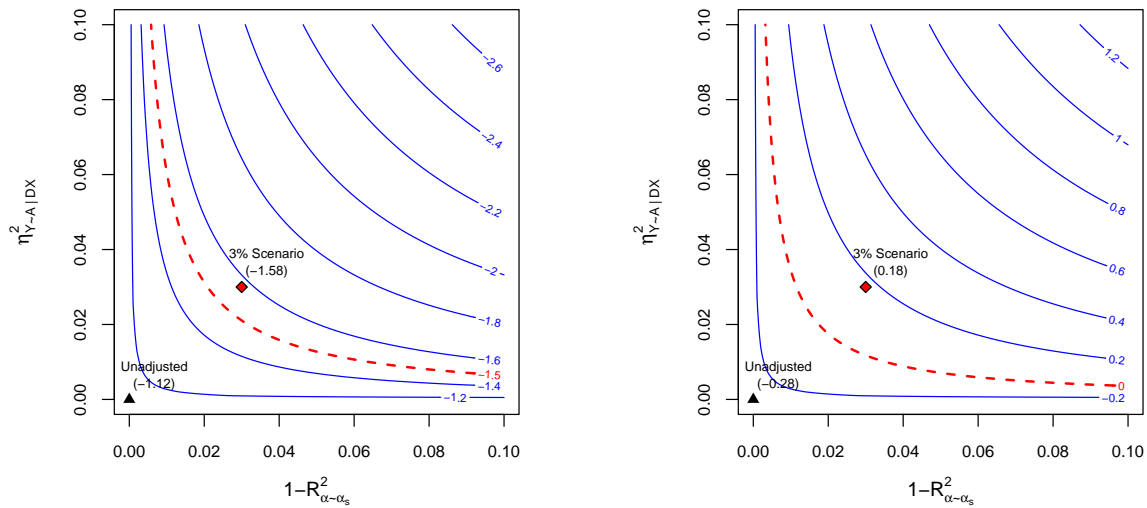 0.00 0.02 0.04 0.06 0.08 0.10
η²Y~A | DX
−2.6
−2.4
−2.2
−2
−1.8
−1.6
−1.5
−1.4
−1.2
3% Scenario
(−1.58)
Unadjusted
(−1.12)
0.00 0.02 0.04 0.06 0.08 0.10
1−R²α~αs
0.00 0.02 0.04 0.06 0.08 0.10
η²Y~A | DX
1.2
1
0.8
0.6
0.4
0.2
0
−0.2
3% Scenario
(0.18)
Unadjusted
(−0.28)
0.00 0.02 0.04 0.06 0.08 0.10
1−R²α~αs